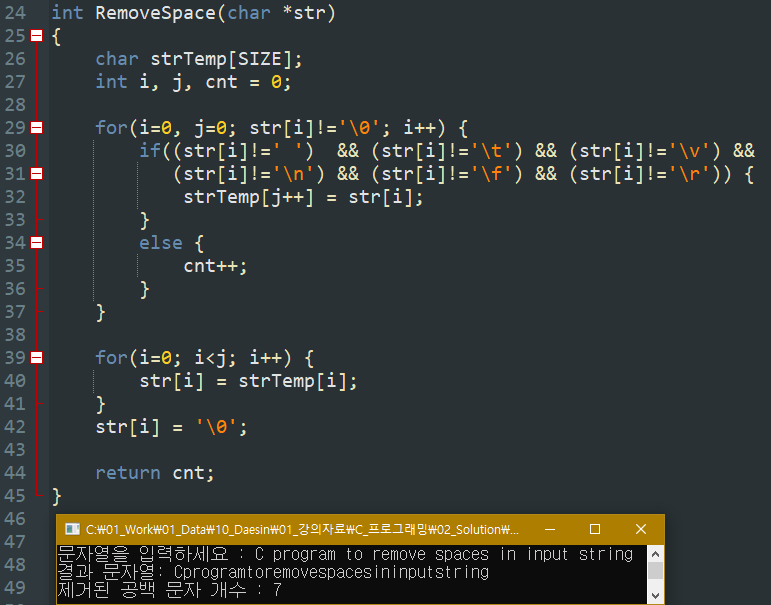 24 int RemoveSpace(char *str)
25 {
26     char strTemp[SIZE];
27     int i, j, cnt = 0;
28
29     for(i=0, j=0; str[i]!='\0'; i++) {
30         if((str[i]!=' ')  && (str[i]!='\t') && (str[i]!='\v') &&
31            (str[i]!='\n') && (str[i]!='\f') && (str[i]!='\r')) {
32             strTemp[j++] = str[i];
33         }
34         else {
35             cnt++;
36         }
37     }
38
39     for(i=0; i<j; i++) {
40         str[i] = strTemp[i];
41     }
42     str[i] = '\0';
43
44     return cnt;
45 }
46
C:₩01_Work₩01_Data₩10_Daesin₩01_강의자료₩C_프로그래밍₩02_Solution₩...
47
문자열을 입력하세요 : C program to remove spaces in input string
48
결과 문자열: Cprogramtoremovespacesininputstring
49
제거된 공백 문자 개수 : 7